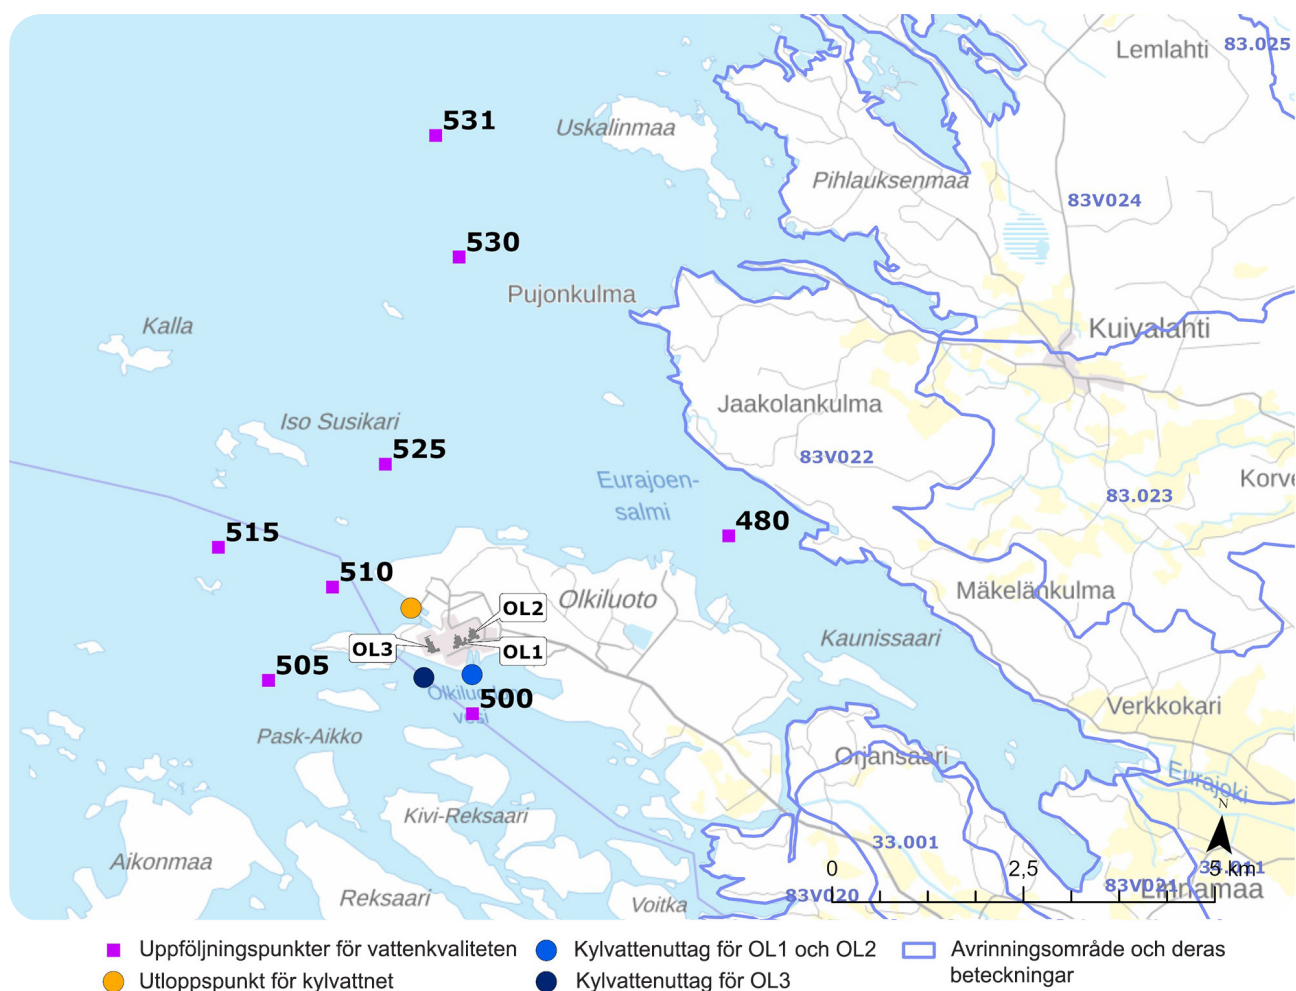 Lemlahti
83.025
531
Uskalinmaa
Pihlauksenmaa
83V024
530
Pujonkulma
Kalla
Kuivalahti
Jaakolankulma
Iso Susikari
525
83V022
Eurajoen-
salmi
83.023
Korve
480
515
510
Mäkelänkulma
OL2
Olkiluoto
Kaunissaari
OL3
OL1
505
500
vesi
Verkkokari
Pask-Aikko
Orjansaari
Eurajoki
N
Kivi-Reksaari
33.001
Aikonmaa
0
2,5
5 km
83V021
Linnamaa
83V020
Reksaari
Voitka
Uppföljningspunkter för vattenkvaliteten
Utloppspunkt för kylvattnet
Kylvattenuttag för OL1 och OL2
Kylvattenuttag för OL3
Avrinningsområde och deras
beteckningar